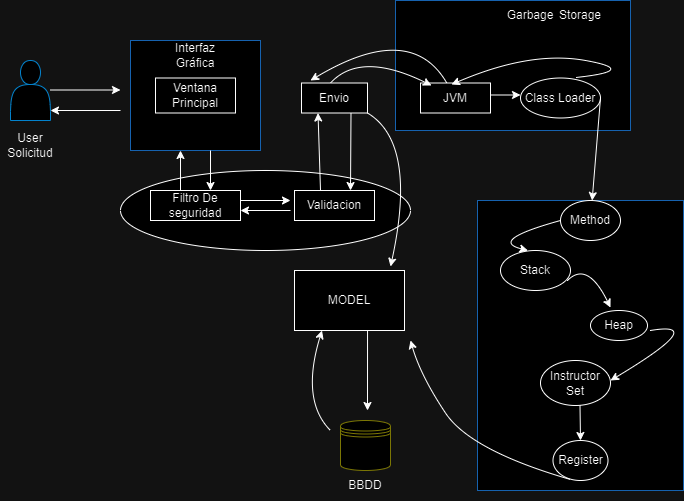 Garbage Storage
Interfaz
Gráfica
Ventana
Principal
Envio
JVM
Class Loader
User
Solicitud
Filtro De
seguridad
Validacion
Method
Stack
Heap
MODEL
Instructor
Set
Register
BBDD